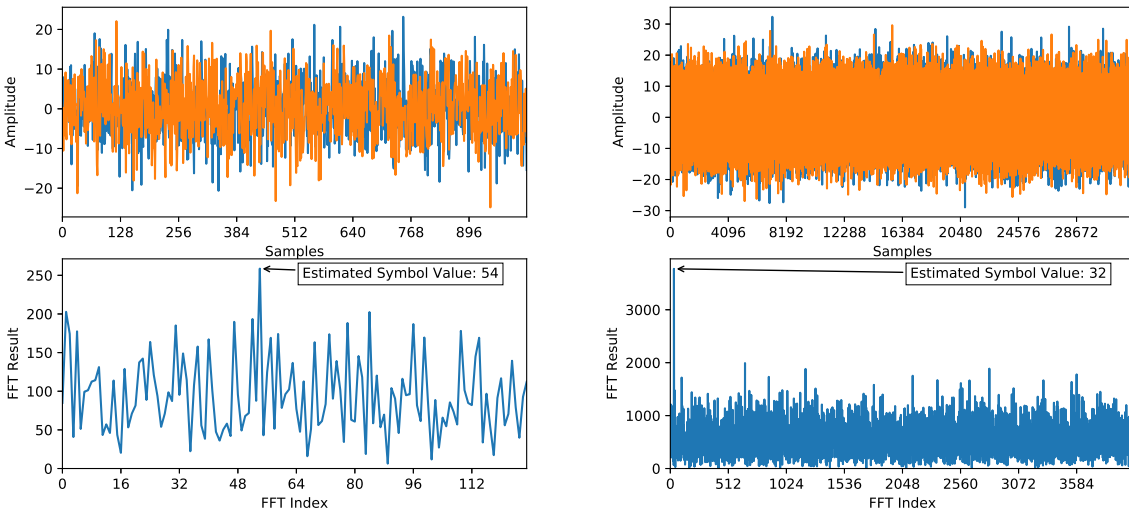 20
10
0
−10
−20
Amplitude
0 128 256 384 512 640 768 896
Samples
30
20
10
0
−10
−20
−30
Amplitude
0 4096 8192 12288 16384 20480 24576 28672
Samples
250
200
150
100
50
0
FFT Result
Estimated Symbol Value: 54
0 16 32 48 64 80 96 112
FFT Index
3000
2000
1000
0
FFT Result
Estimated Symbol Value: 32
0 512 1024 1536 2048 2560 3072 3584
FFT Index